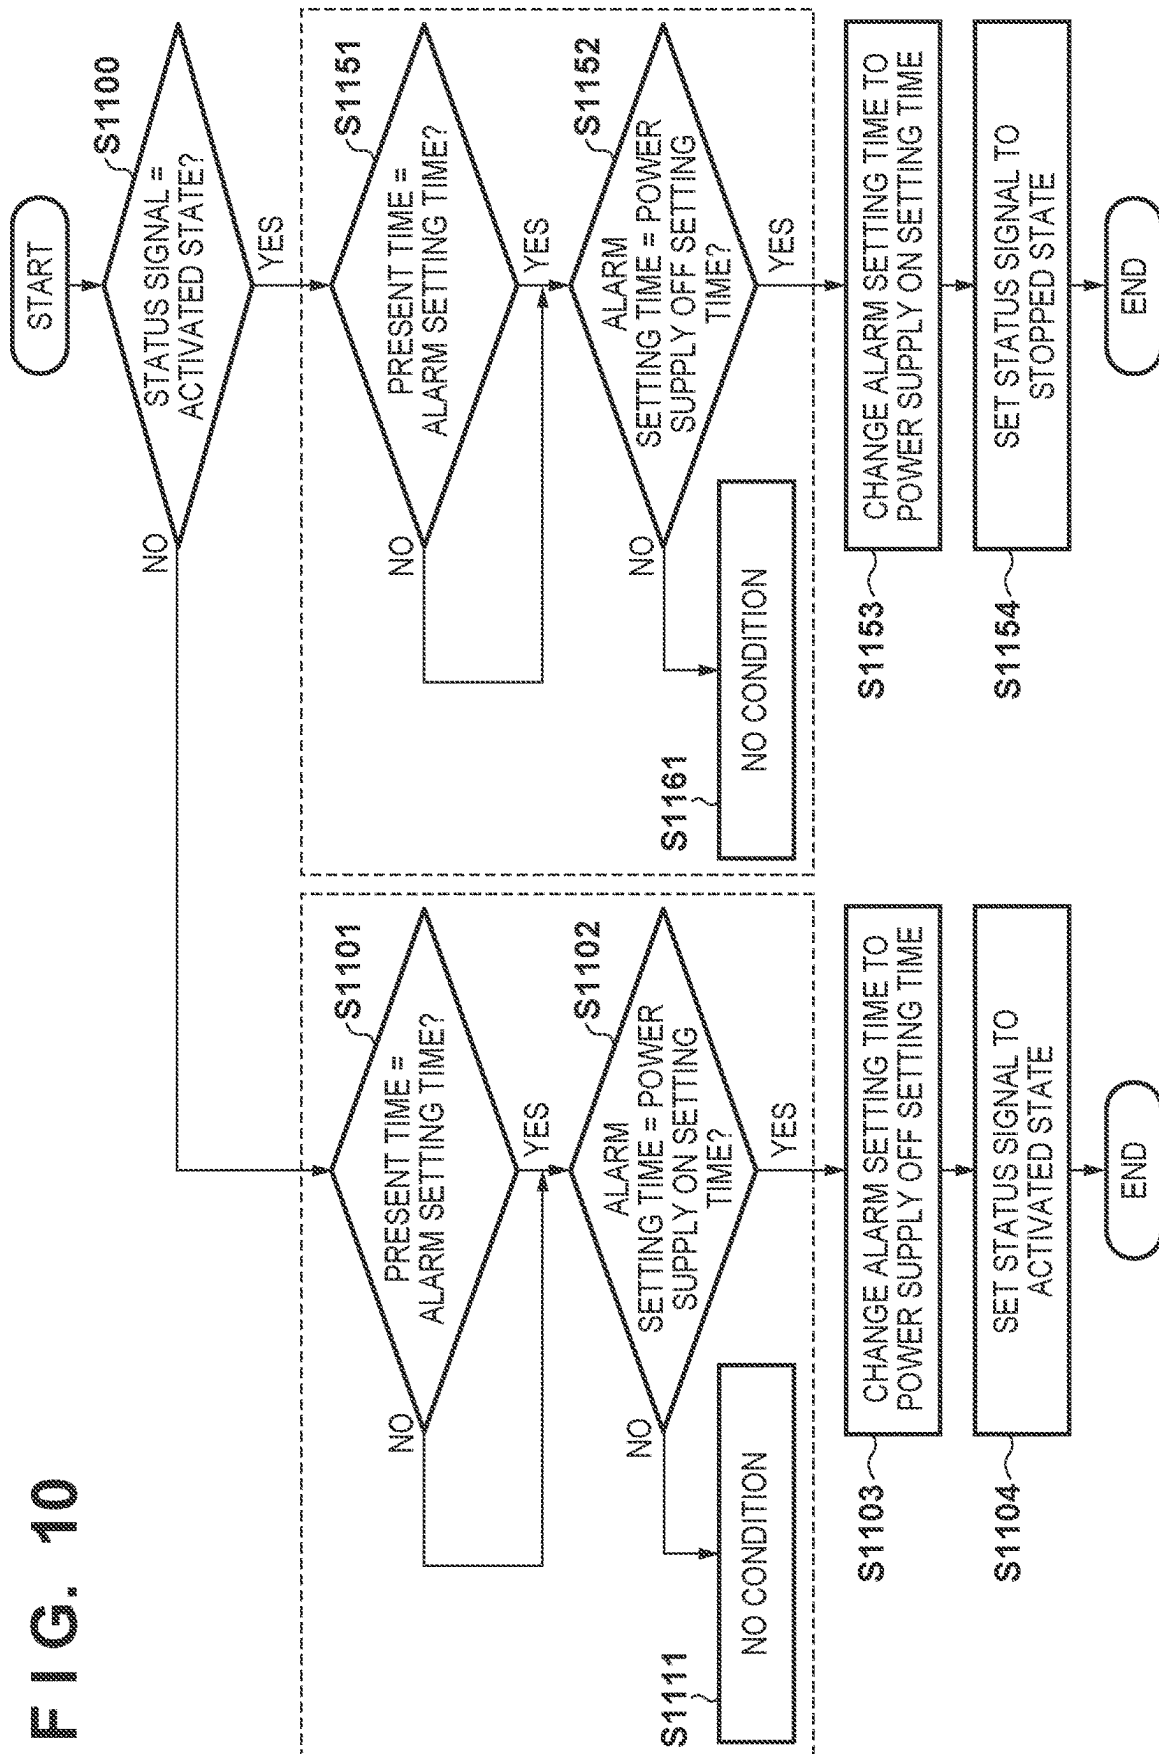 FIG. 10
START
S1100
STATUS SIGNAL =
ACTIVATED STATE?
NO
YES
S1101
PRESENT TIME =
ALARM SETTING TIME?
NO
YES
S1102
ALARM
SETTING TIME = POWER
SUPPLY ON SETTING
TIME?
NO
YES
S1111
NO CONDITION
S1103
CHANGE ALARM SETTING TIME TO
POWER SUPPLY OFF SETTING TIME
S1104
SET STATUS SIGNAL TO
ACTIVATED STATE
END
S1151
PRESENT TIME =
ALARM SETTING TIME?
NO
YES
S1152
ALARM
SETTING TIME = POWER
SUPPLY OFF SETTING
TIME?
NO
YES
S1161
NO CONDITION
S1153
CHANGE ALARM SETTING TIME TO
POWER SUPPLY ON SETTING TIME
S1154
SET STATUS SIGNAL TO
STOPPED STATE
END